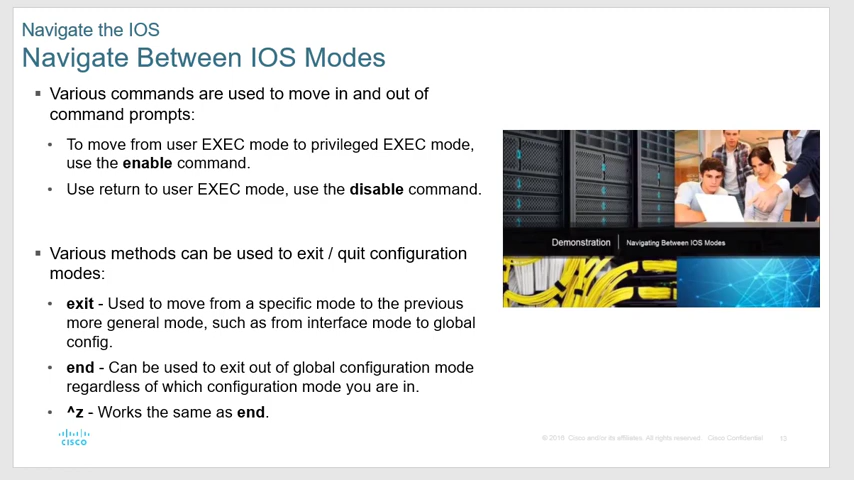 Navigate the IOS
Navigate Between IOS Modes
▪ Various commands are used to move in and out of
command prompts:
• To move from user EXEC mode to privileged EXEC mode,
use the enable command.
• Use return to user EXEC mode, use the disable command.
▪ Various methods can be used to exit / quit configuration
modes:
• exit - Used to move from a specific mode to the previous
more general mode, such as from interface mode to global
config.
• end - Can be used to exit out of global configuration mode
regardless of which configuration mode you are in.
• ^z - Works the same as end.
Demonstration | Navigating Between IOS Modes
CISCO
© 2016 Cisco and/or its affiliates. All rights reserved. Cisco Confidential 13